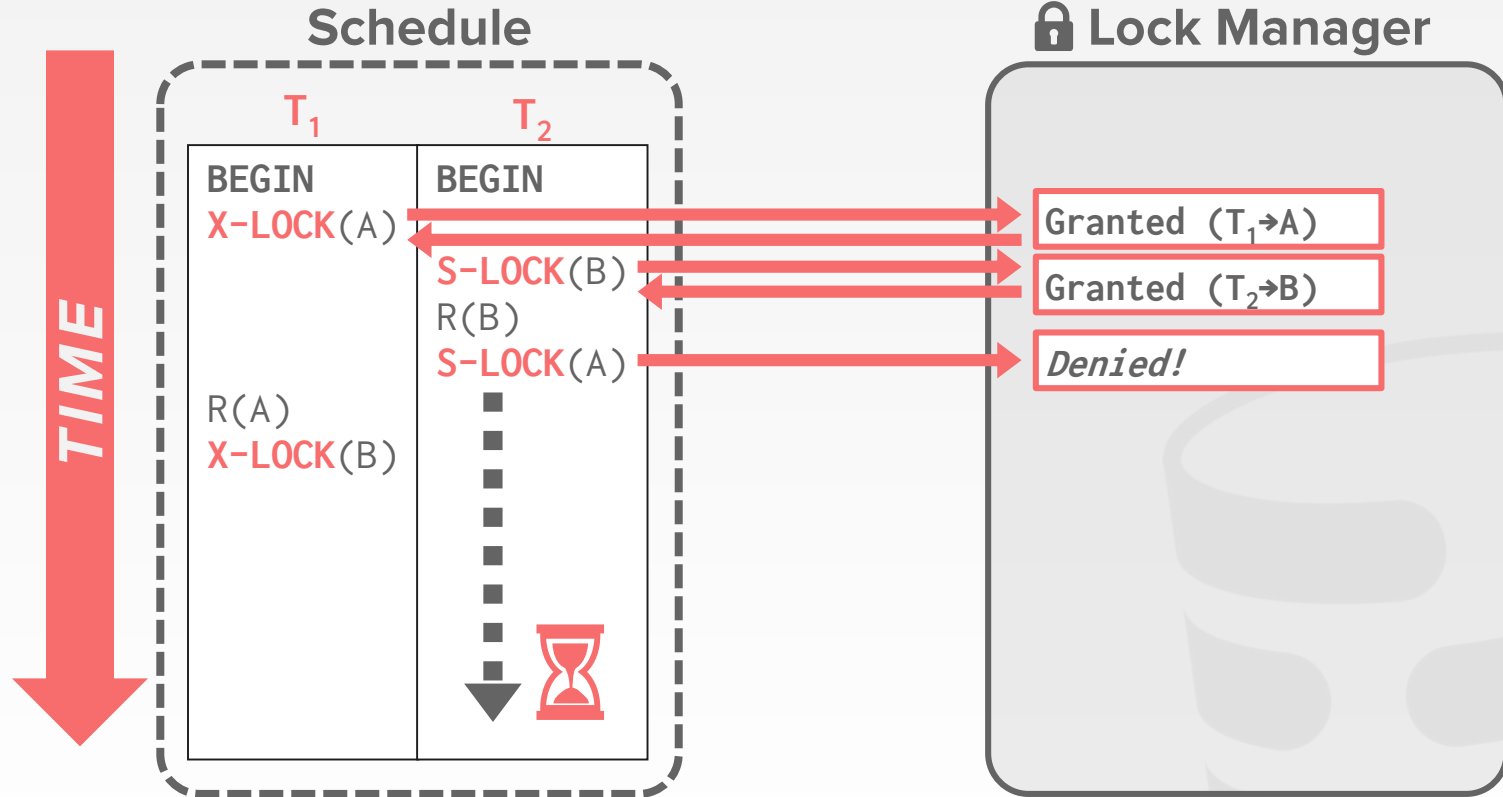 Schedule
Lock Manager
TIME
T1
T2
BEGIN
BEGIN
X-LOCK(A)
Granted (T1→A)
S-LOCK(B)
Granted (T2→B)
R(B)
S-LOCK(A)
Denied!
R(A)
X-LOCK(B)